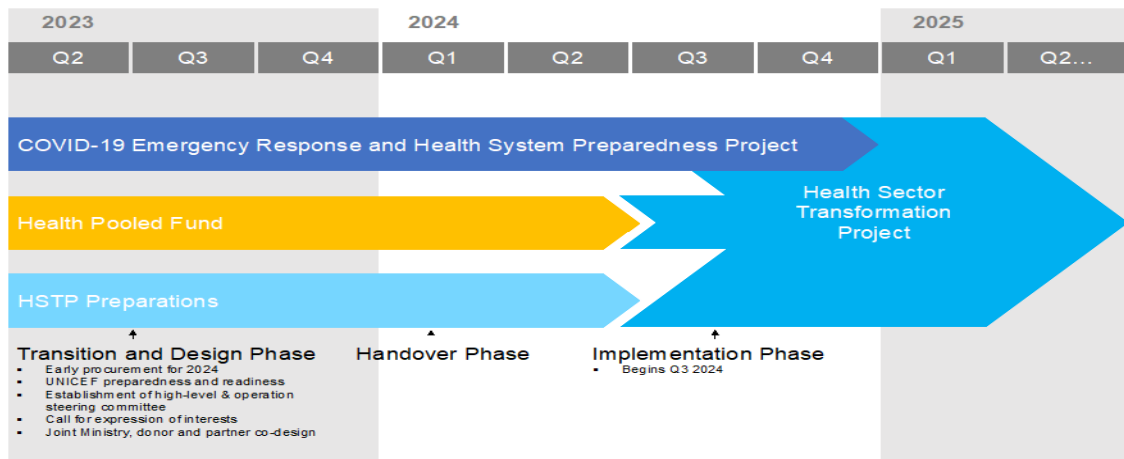 2023 2024 2025
Q2 Q3 Q4 Q1 Q2 Q3 Q4 Q1 Q2...
COVID-19 Emergency Response and Health System Preparedness Project
Health Sector
Transformation
Project
Health Pooled Fund
HSTP Preparations
Transition and Design Phase
▪ Early procurement for 2024
▪ UNICEF preparedness and readiness
▪ Establishment of high-level & operation
steering committee
▪ Call for expression of interests
▪ Joint Ministry, donor and partner co-design
Handover Phase
Implementation Phase
▪ Begins Q3 2024